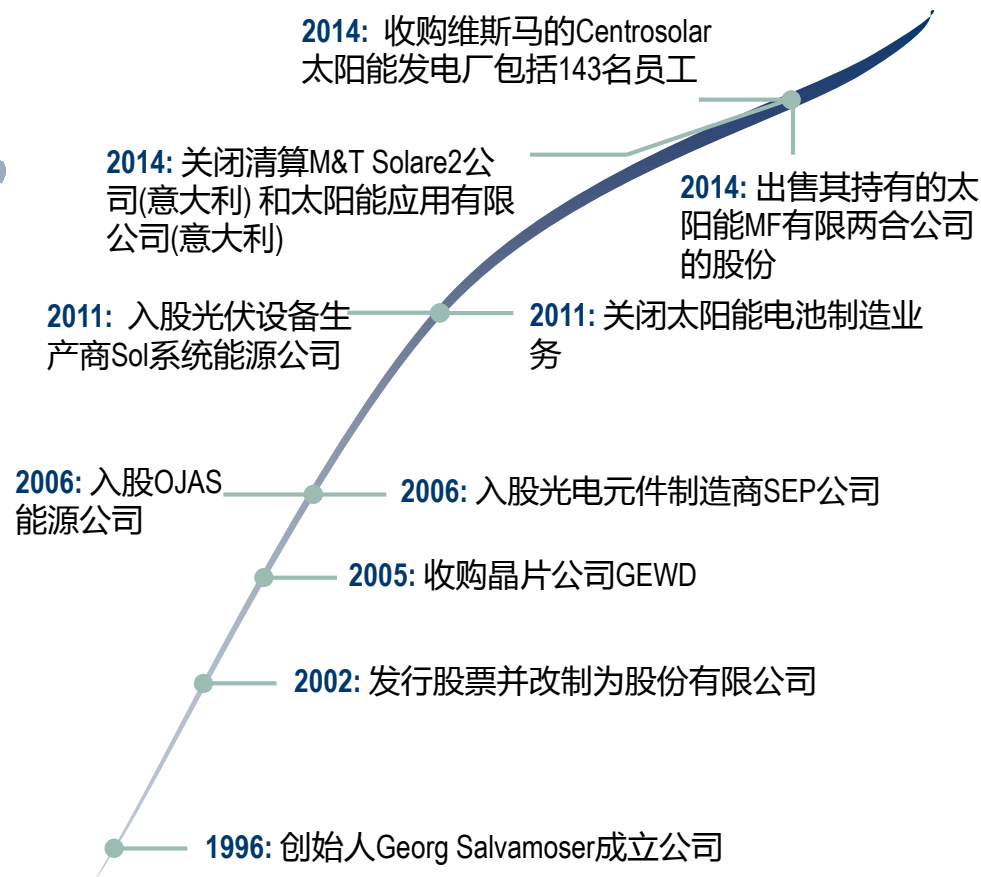 2014: 收购维斯马的Centrosolar
太阳能发电厂包括143名员工
2014: 关闭清算M&T Solare2公
司(意大利) 和太阳能应用有限
公司(意大利)
2014: 出售其持有的太
阳能MF有限两合公司
的股份
2011: 入股光伏设备生
产商Sol系统能源公司
2011: 关闭太阳能电池制造业
务
2006: 入股OJAS
能源公司
2006: 入股光电元件制造商SEP公司
2005: 收购晶片公司GEWD
2002: 发行股票并改制为股份有限公司
1996: 创始人Georg Salvamoser成立公司